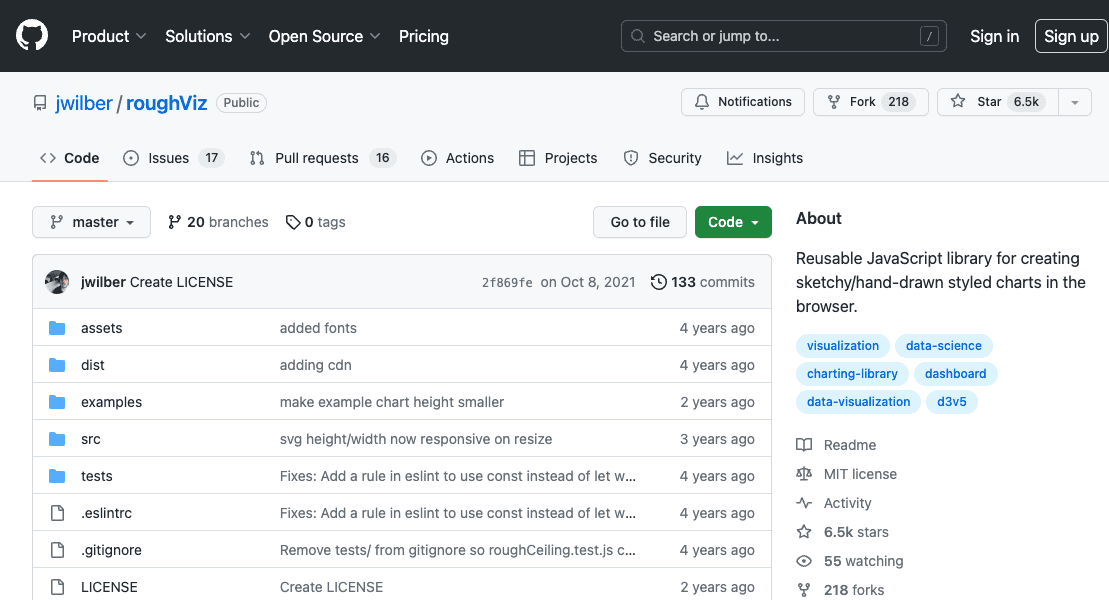 Product Solutions Open Source Pricing Search or jump to... / Sign in Sign up
jwilber / roughViz Public Notifications Fork 218 Star 6.5k
Code Issues 17 Pull requests 16 Actions Projects Security Insights
master 20 branches 0 tags Go to file Code
jwilber Create LICENSE 2f869fe on Oct 8, 2021 133 commits
assets added fonts 4 years ago
dist adding cdn 4 years ago
examples make example chart height smaller 2 years ago
src svg height/width now responsive on resize 3 years ago
tests Fixes: Add a rule in eslint to use const instead of let w... 4 years ago
.eslintrc Fixes: Add a rule in eslint to use const instead of let w... 4 years ago
.gitignore Remove tests/ from gitignore so roughCeiling.test.js c... 4 years ago
LICENSE Create LICENSE 2 years ago
About
Reusable JavaScript library for creating
sketchy/hand-drawn styled charts in the
browser.
visualization data-science
charting-library dashboard
data-visualization d3v5
Readme
MIT license
Activity
6.5k stars
55 watching
218 forks